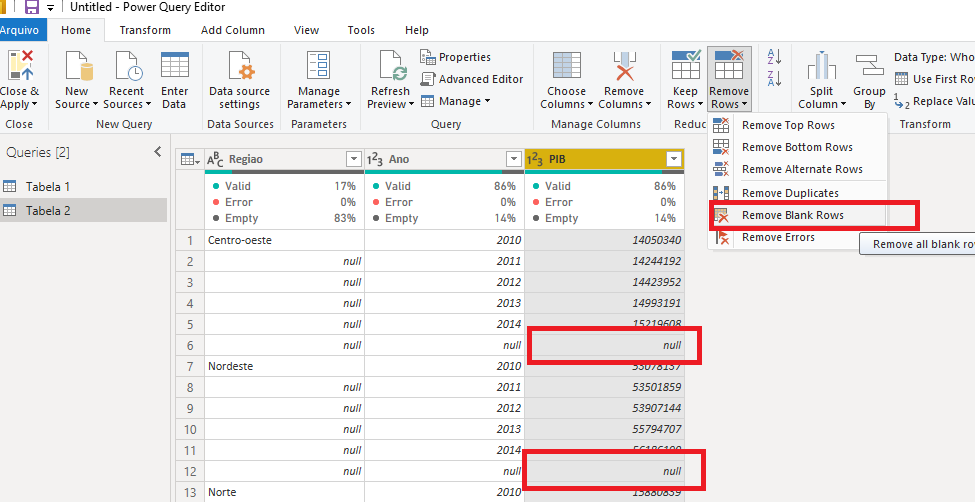 Untitled - Power Query Editor
Arquivo Home Transform Add Column View Tools Help
Close & Apply
New Source
Recent Sources
Enter Data
Data source settings
Manage Parameters
Refresh Preview
Properties
Advanced Editor
Manage
Choose Columns
Remove Columns
Keep Rows
Remove Rows
Split Column
Group By
Data Type: Who
Use First Ro
Replace Valu
Close New Query Data Sources Parameters Query Manage Columns Reduc Transform
Remove Top Rows
Remove Bottom Rows
Remove Alternate Rows
Remove Duplicates
Remove Blank Rows
Remove Errors
Remove all blank ro
Queries [2]
Tabela 1
Tabela 2
ABC Regiao 123 Ano 123 PIB
Valid 17% Valid 86% Valid 86%
Error 0% Error 0% Error 0%
Empty 83% Empty 14% Empty 14%
1 Centro-oeste 2010 14050340
2 null 2011 14244192
3 null 2012 14423952
4 null 2013 14993191
5 null 2014 15219608
6 null null null
7 Nordeste 2010 53078137
8 null 2011 53501859
9 null 2012 53907144
10 null 2013 55794707
11 null 2014
12 null null null
13 Norte 2010 15880839